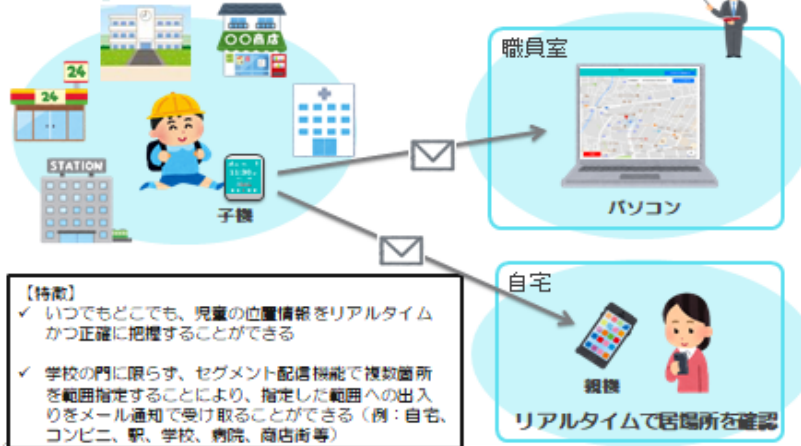 〇〇商店
24
24
STATION
子機
職員室
パソコン
自宅
親機
リアルタイムで居場所を確認
【特徴】
✓ いつでもどこでも、児童の位置情報をリアルタイム
かつ正確に把握することができる
✓ 学校の門に限らず、セグメント配信機能で複数箇所
を範囲指定することにより、指定した範囲への出入
りをメール通知で受け取ることができる（例：自宅、
コンビニ、駅、学校、病院、商店街等）